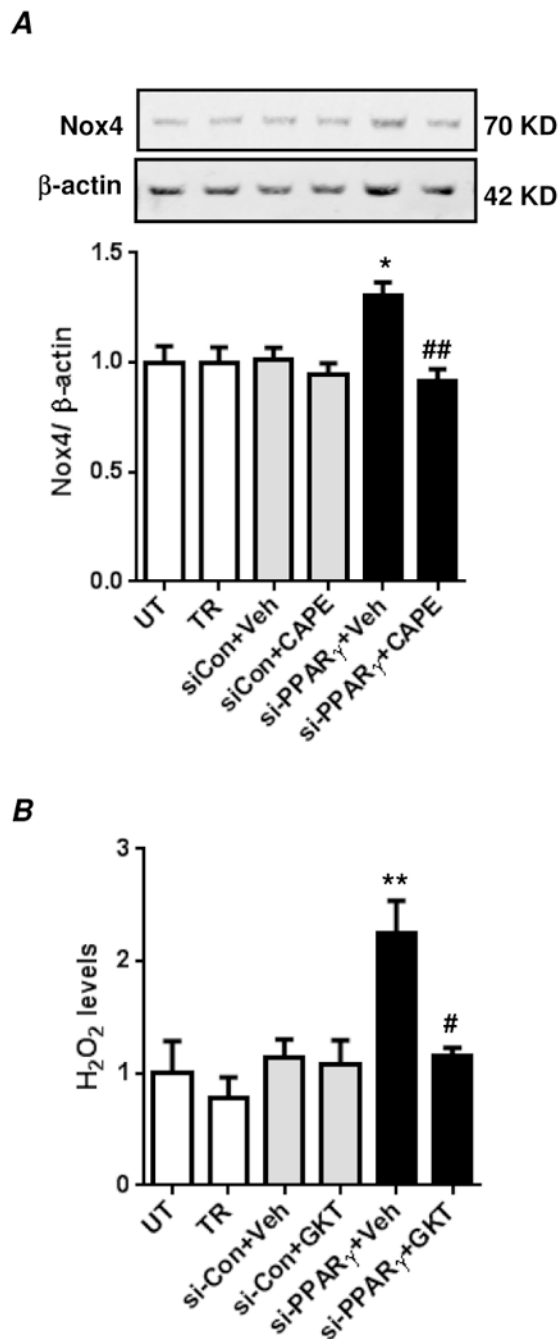 A
Nox4 70 KD
β-actin 42 KD
1.5
1.0
0.5
0.0
Nox4/ β-actin
*
##
UT
TR
siCon+Veh
siCon+CAPE
si-PPARγ+Veh
si-PPARγ+CAPE
B
3
2
1
0
H₂O₂ levels
**
#
UT
TR
si-Con+Veh
si-Con+GKT
si-PPARγ+Veh
si-PPARγ+GKT